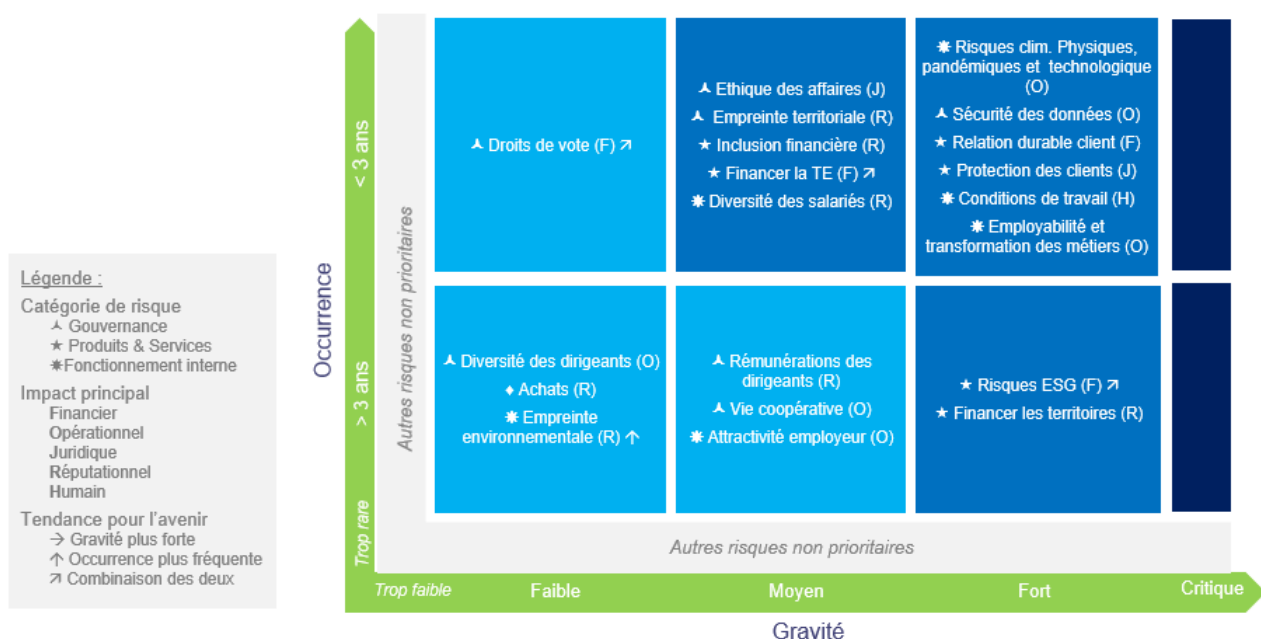 Légende :
Catégorie de risque
Gouvernance
★ Produits & Services
✷Fonctionnement interne
Impact principal
Financier
Opérationnel
Juridique
Réputationnel
Humain
Tendance pour l'avenir
→ Gravité plus forte
↑ Occurrence plus fréquente
↗ Combinaison des deux
Occurrence
< 3 ans
> 3 ans
Trop rare
Autres risques non prioritaires
Droits de vote (F) ↗
Ethique des affaires (J)
Empreinte territoriale (R)
★ Inclusion financière (R)
★ Financer la TE (F) ↗
✷ Diversité des salariés (R)
✷ Risques clim. Physiques,
pandémiques et technologique
(O)
Sécurité des données (O)
★ Relation durable client (F)
★ Protection des clients (J)
✷ Conditions de travail (H)
✷ Employabilité et
transformation des métiers (O)
Diversité des dirigeants (O)
♦ Achats (R)
✷ Empreinte
environnementale (R) ↑
Rémunérations des
dirigeants (R)
Vie coopérative (O)
✷ Attractivité employeur (O)
★ Risques ESG (F) ↗
★ Financer les territoires (R)
Autres risques non prioritaires
Trop faible
Faible
Moyen
Fort
Critique
Gravité